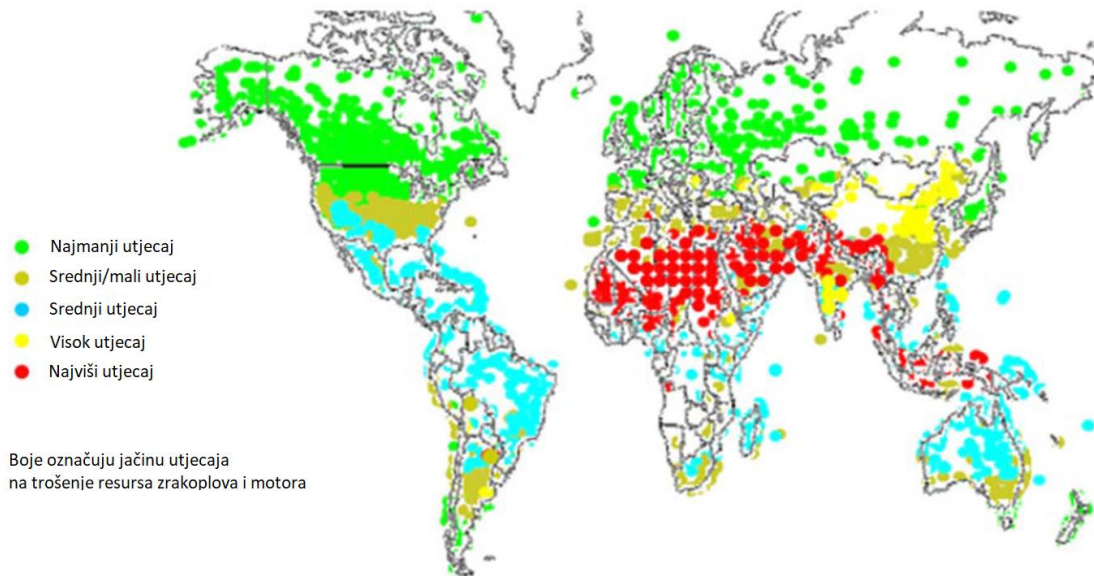 Najmanji utjecaj
Srednji/mali utjecaj
Srednji utjecaj
Visok utjecaj
Najviši utjecaj
Boje označuju jačinu utjecaja
na trošenje resursa zrakoplova i motora